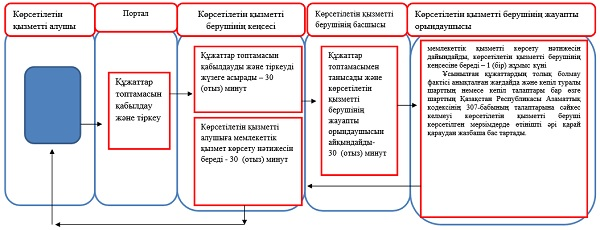 Көрсетілетін
қызметті алушы
Портал
Көрсетілетін қызметті
берушінің кеңсесі
Көрсетілетін қызметті
берушінің басшысы
Көрсетілетін қызметті берушінің жауапты
орындаушысы
Құжаттар
топтамасын
қабылдау
және тіркеу
Құжаттар топтамасын
қабылдауды және тіркеуді
жүзеге асырады – 30
(отыз) минут
Көрсетілетін қызметті
алушыға мемлекеттік
қызмет көрсету нәтижесін
береді - 30 (отыз) минут
Құжаттар
топтамасымен
танысады және
көрсетілетін
қызметті
берушінің
жауапты
орындаушысын
айқындайды-
30 (отыз) минут
мемлекеттік қызметті көрсету нәтижесін
дайындайды, көрсетілетін қызметті берушінің
кеңсесіне береді – 1 (бір) жұмыс күні
Ұсынылған құжаттардың толық болмау
фактісі анықталған жағдайда және кепіл туралы
шарттың немесе кепіл талаптары бар өзге
шарттың Қазақстан Республикасы Азаматтық
кодексінің 307-бабының талаптарына сәйкес
келмеуі көрсетілетін қызметті беруші
көрсетілген мерзімдерде өтінішті әрі қарай
қараудан жазбаша бас тартады.